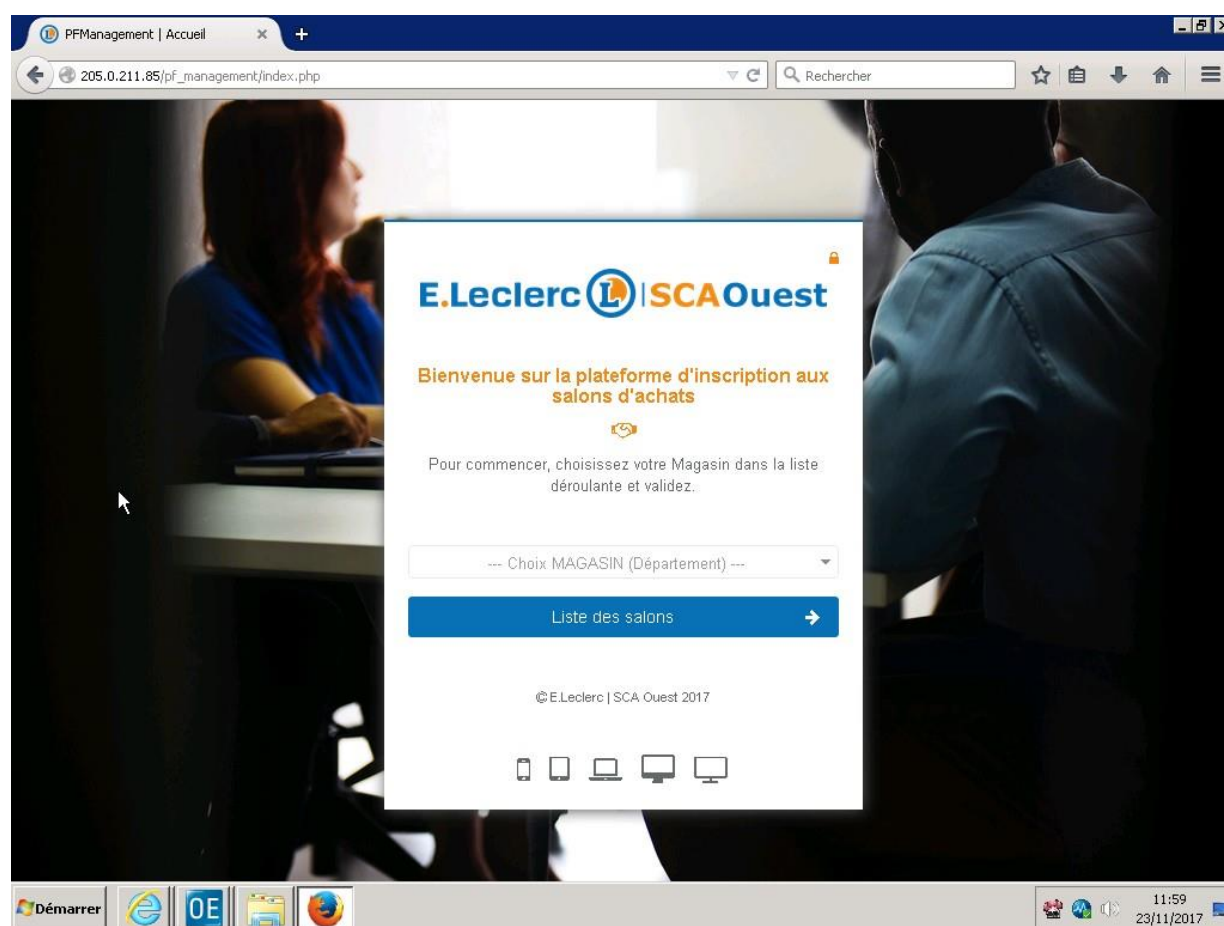 PFManagement | Accueil
205.0.211.85/pf_management/index.php
Rechercher
E.Leclerc L | SCAOuest
Bienvenue sur la plateforme d'inscription aux
salons d'achats
Pour commencer, choisissez votre Magasin dans la liste
déroulante et validez.
--- Choix MAGASIN (Département) ---
Liste des salons
© E.Leclerc | SCA Ouest 2017
Démarrer
OE
11:59
23/11/2017